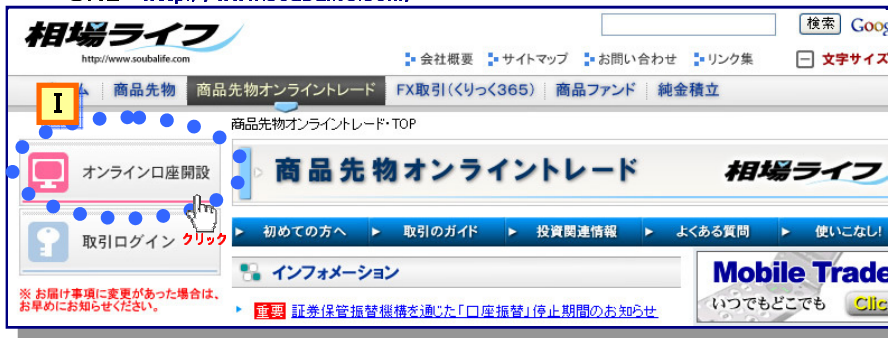 相場ライフ
http://www.soubalife.com
検索
会社概要 サイトマップ お問い合わせ リンク集 文字サイズ
I
商品先物 商品先物オンライントレード FX取引(くりっく365) 商品ファンド 純金積立
商品先物オンライントレード・TOP
オンライン口座開設
商品先物オンライントレード 相場ライフ
取引ログイン クリック
初めての方へ 取引のガイド 投資関連情報 よくある質問 使いこなし!
インフォメーション
Mobile Trade
いつでもどこでも Clic
※ お届け事項に変更があった場合は、
お早めにお知らせください。
重要 証券保管振替機構を通じた「口座振替」停止期間のお知らせ